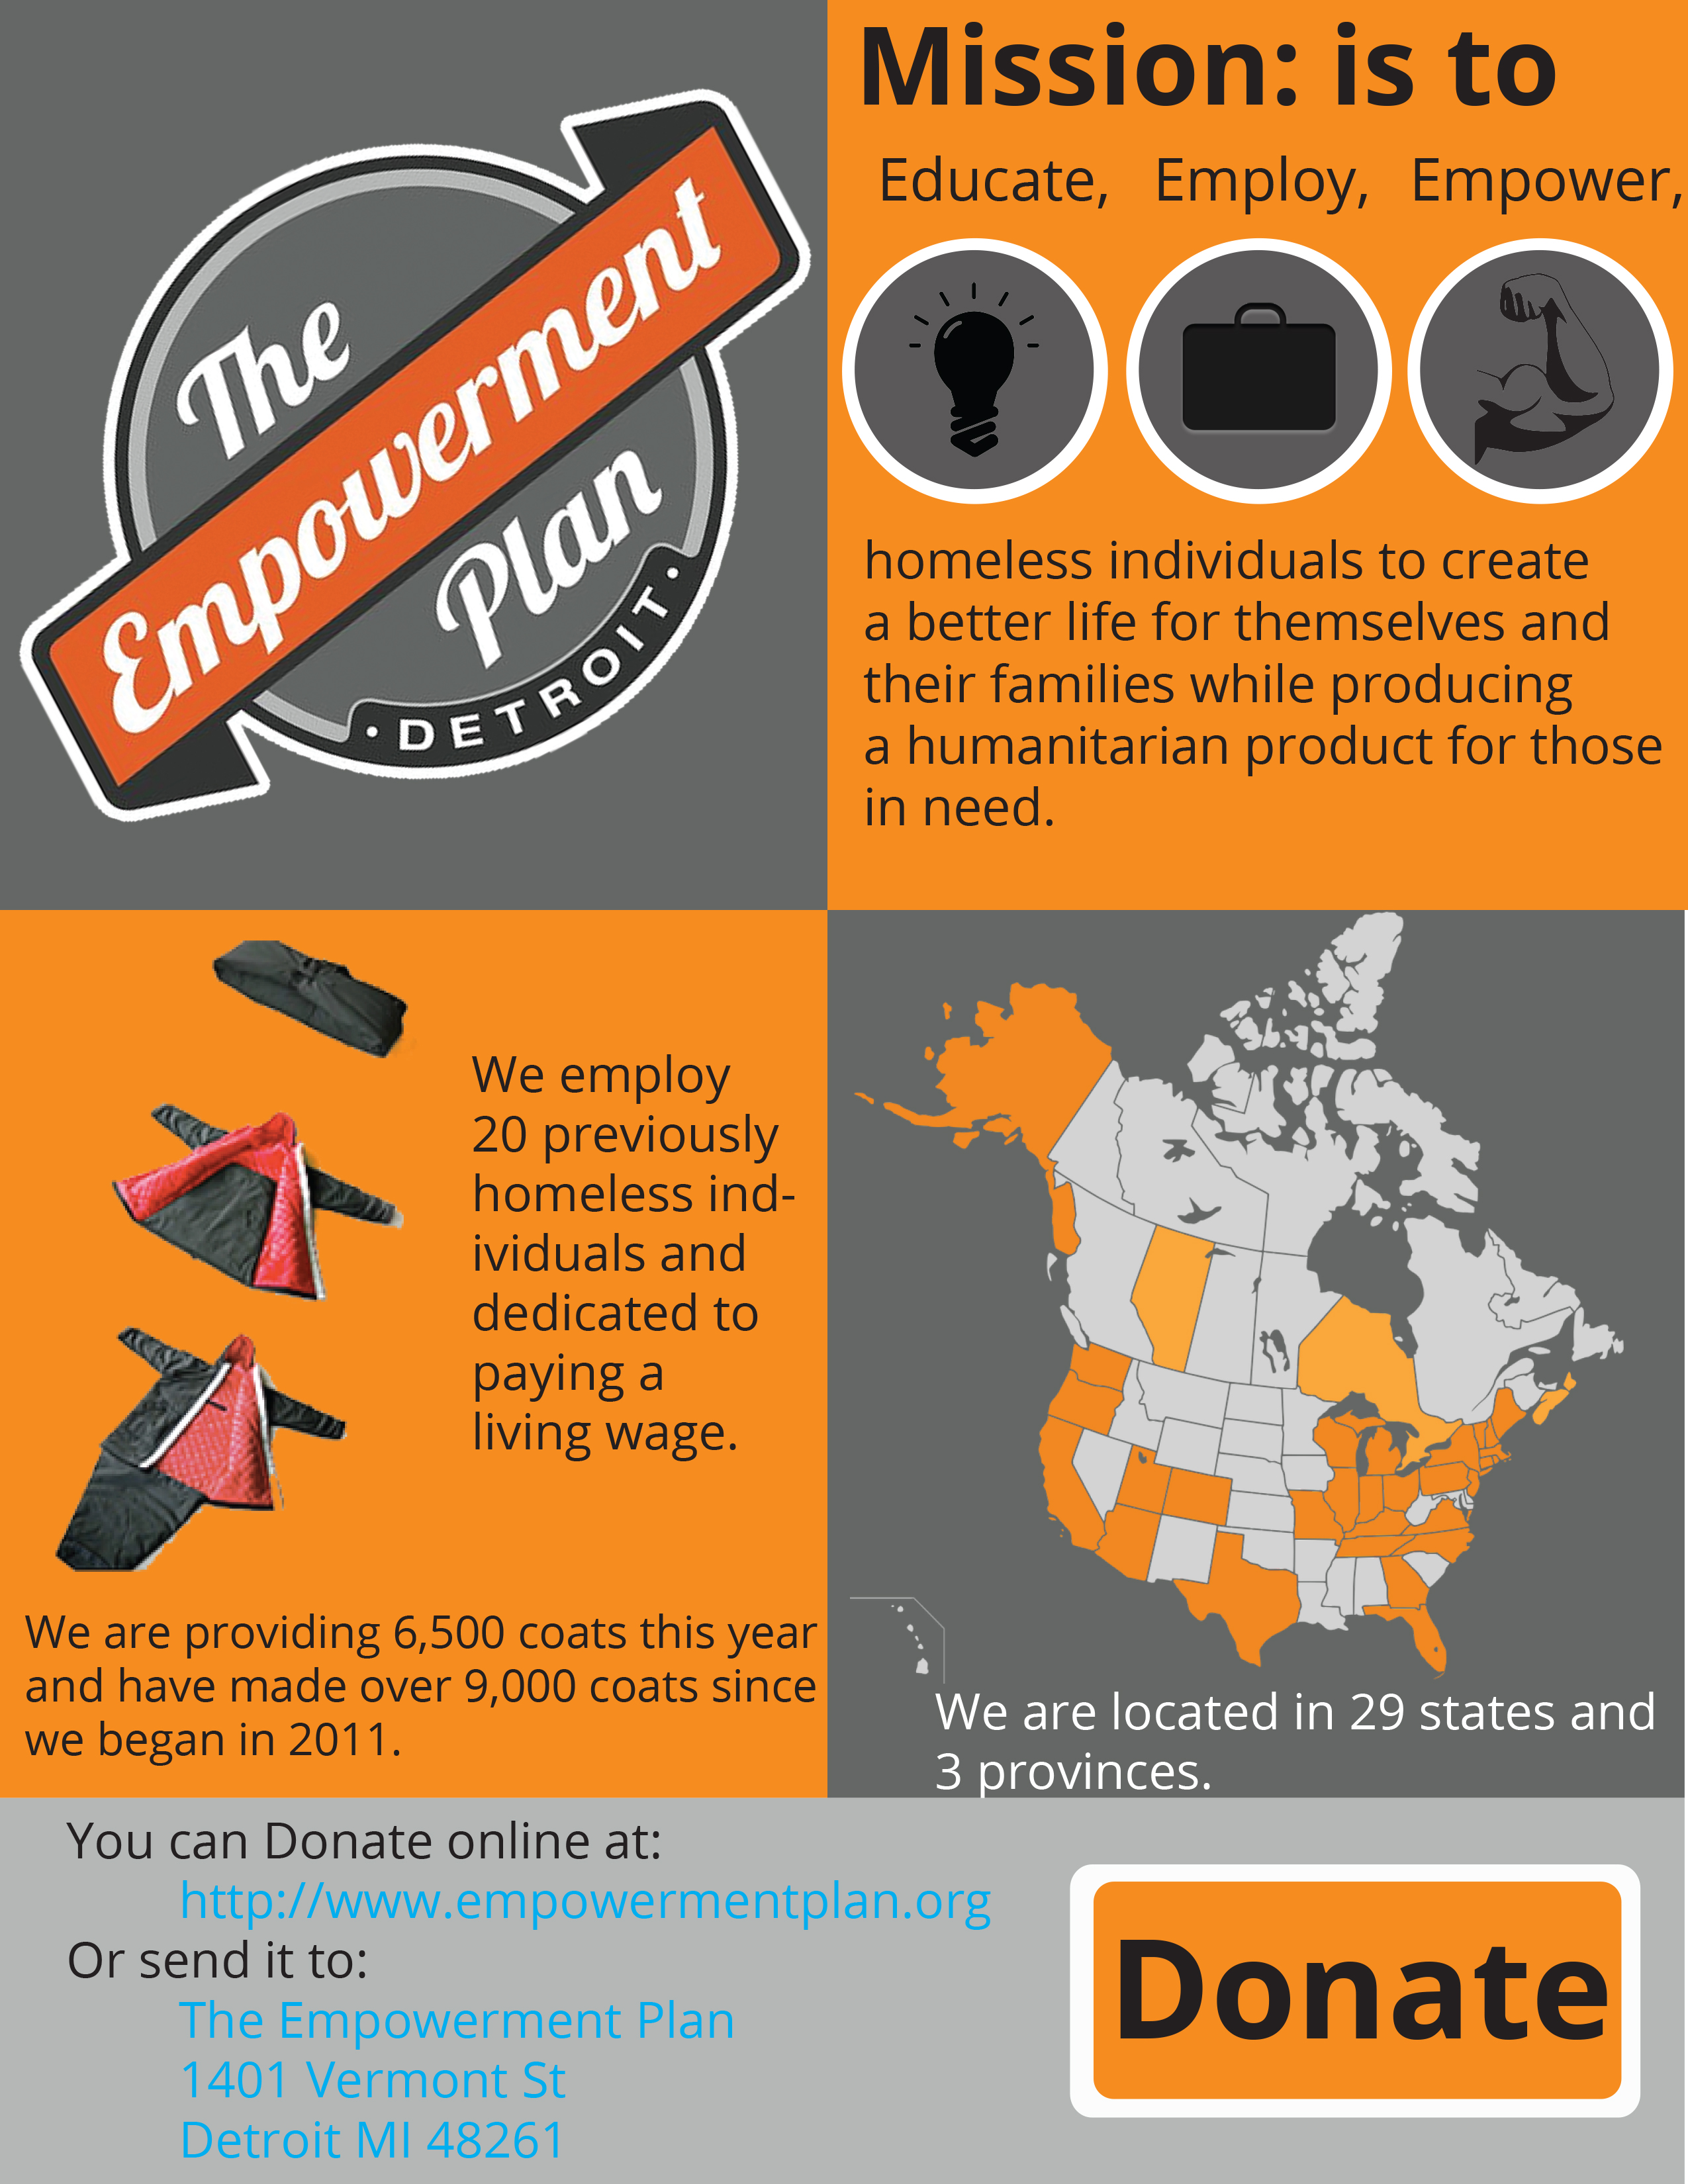 The
Empowerment
Plan
• DETROIT •
Mission: is to
Educate, Employ, Empower,
homeless individuals to create
a better life for themselves and
their families while producing
a humanitarian product for those
in need.
We employ
20 previously
homeless ind-
ividuals and
dedicated to
paying a
living wage.
We are providing 6,500 coats this year
and have made over 9,000 coats since
we began in 2011.
We are located in 29 states and
3 provinces.
You can Donate online at:
http://www.empowermentplan.org
Or send it to:
The Empowerment Plan
1401 Vermont St
Detroit MI 48261
Donate